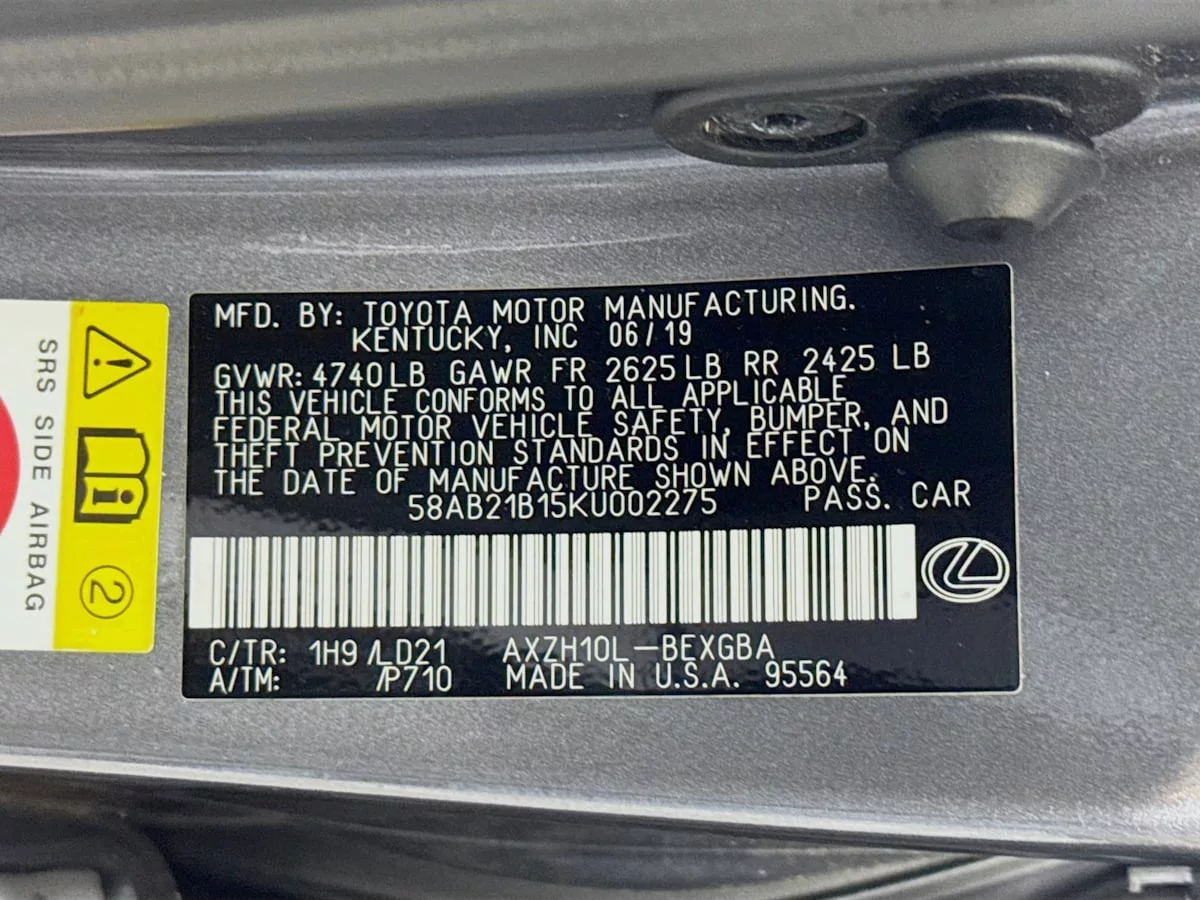 MFD. BY: TOYOTA MOTOR MANUFACTURING.
KENTUCKY, INC 06/19
GVWR: 4740LB GAWR FR 2625LB RR 2425 LB
THIS VEHICLE CONFORMS TO ALL APPLICABLE
FEDERAL MOTOR VEHICLE SAFETY, BUMPER, AND
THEFT PREVENTION STANDARDS IN EFFECT ON
THE DATE OF MANUFACTURE SHOWN ABOVE.
58AB21B15KU002275 PASS. CAR
C/TR: 1H9/LD21 AXZH10L-BEXGBA
A/TM: /P710 MADE IN U.S.A. 95564
SRS SIDE AIRBAG
2